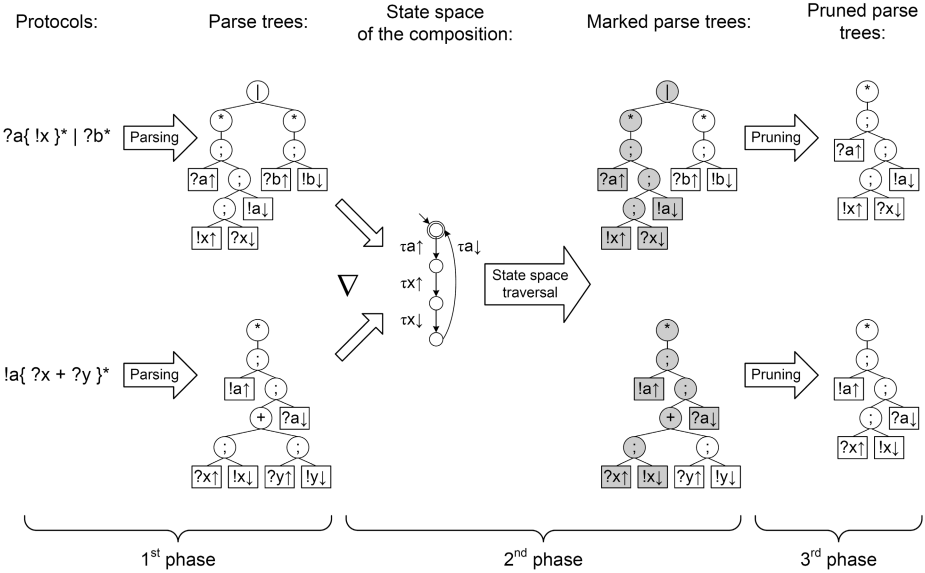 Protocols:
Parse trees:
State space
of the composition:
Marked parse trees:
Pruned parse
trees:
?a{ !x }* | ?b*
Parsing
|
* *
; ;
?a↑ ; ?b↑ !b↓
; !a↓
!x↑ ?x↓
τa↑ τa↓
τx↑
τx↓
State space
traversal
|
* *
; ;
?a↑ ; ?b↑ !b↓
; !a↓
!x↑ ?x↓
Pruning
*
;
?a↑ ;
; !a↓
!x↑ ?x↓
∇
!a{ ?x + ?y }*
Parsing
*
;
!a↑ ;
+ ?a↓
; ;
?x↑ !x↓ ?y↑ !y↓
*
;
!a↑ ;
+ ?a↓
; ;
?x↑ !x↓ ?y↑ !y↓
Pruning
*
;
!a↑ ;
; ?a↓
?x↑ !x↓
1st phase
2nd phase
3rd phase